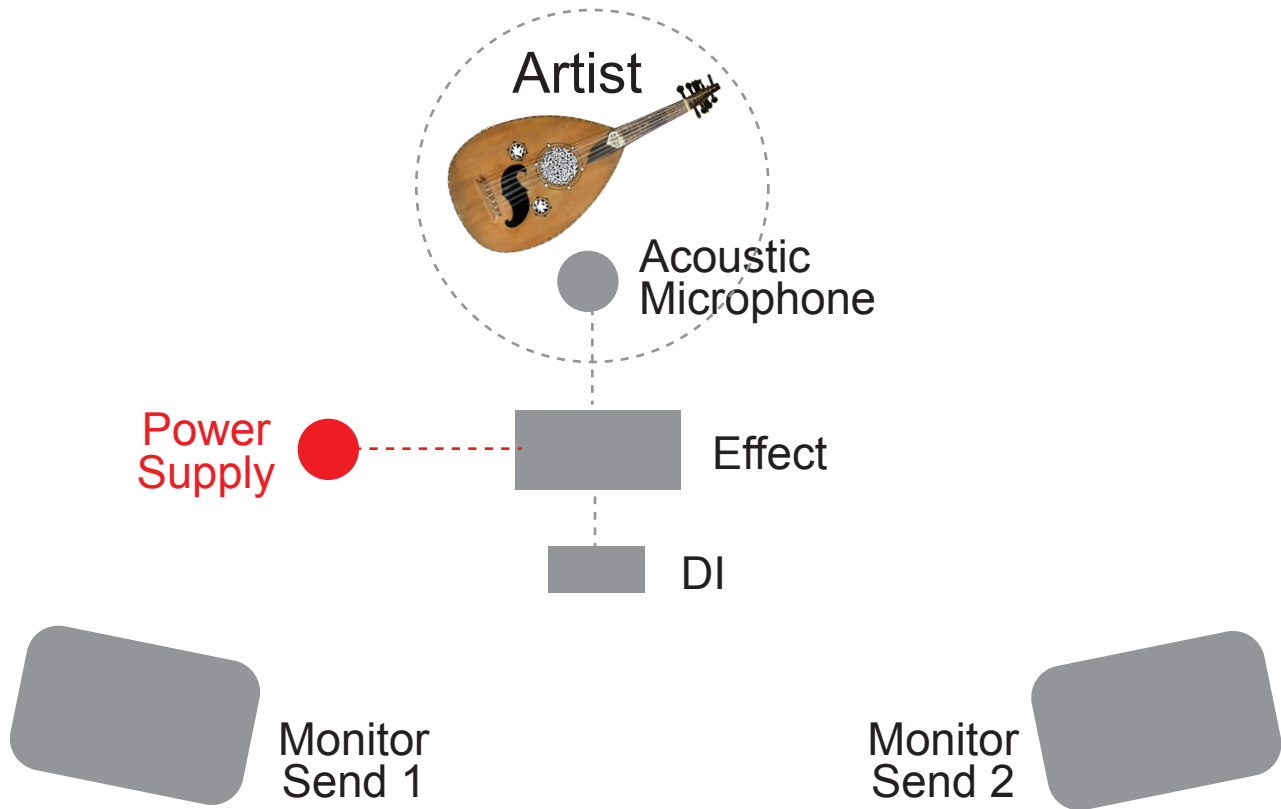 Artist
Acoustic
Microphone
Power
Supply
Effect
DI
Monitor
Send 1
Monitor
Send 2